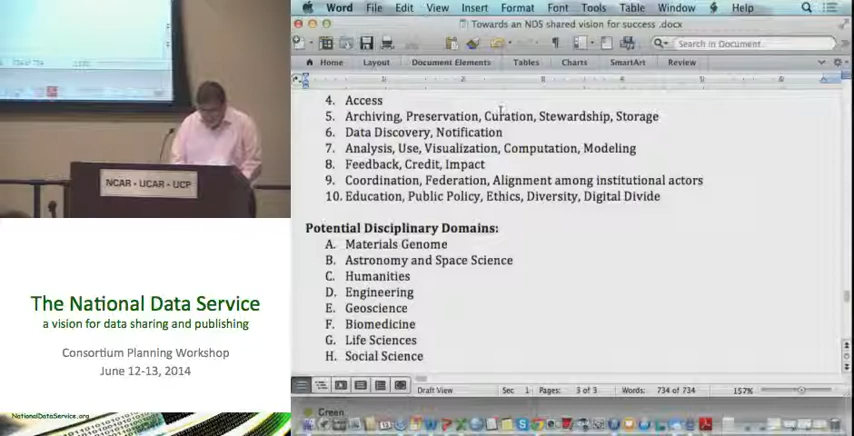 Word File Edit View Insert Format Font Tools Table Window Help
Towards an NDS shared vision for success .docx
Search in Document
Home Layout Document Elements Tables Charts SmartArt Review
4. Access
5. Archiving, Preservation, Curation, Stewardship, Storage
6. Data Discovery, Notification
7. Analysis, Use, Visualization, Computation, Modeling
8. Feedback, Credit, Impact
9. Coordination, Federation, Alignment among institutional actors
10. Education, Public Policy, Ethics, Diversity, Digital Divide
Potential Disciplinary Domains:
A. Materials Genome
B. Astronomy and Space Science
C. Humanities
D. Engineering
E. Geoscience
F. Biomedicine
G. Life Sciences
H. Social Science
Draft View Sec 1 Pages: 3 of 3 Words: 734 of 734 157%
Green
NCAR - UCAR - UCP
The National Data Service
a vision for data sharing and publishing
Consortium Planning Workshop
June 12-13, 2014
NationalDataService.org